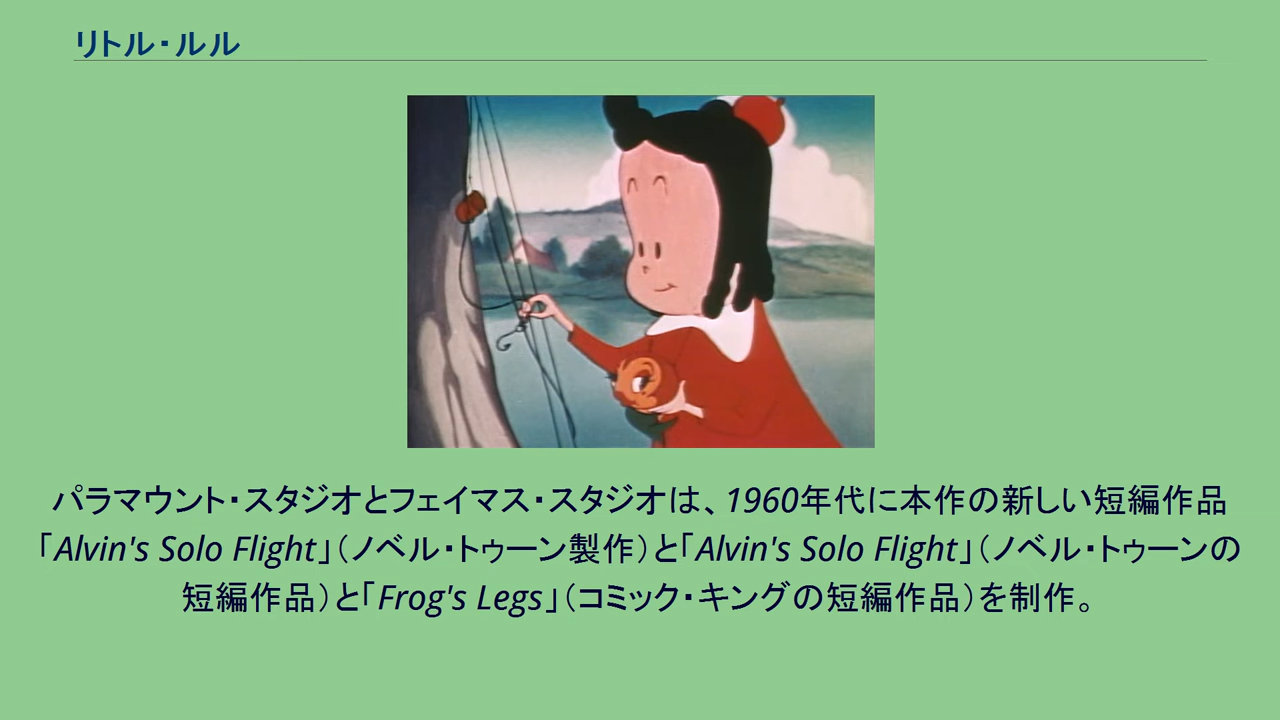 リトル・ルル
パラマウント・スタジオとフェイマス・スタジオは、1960年代に本作の新しい短編作品
「Alvin's Solo Flight」(ノベル・トゥーン製作)と「Alvin's Solo Flight」(ノベル・トゥーンの
短編作品)と「Frog's Legs」(コミック・キングの短編作品)を制作。